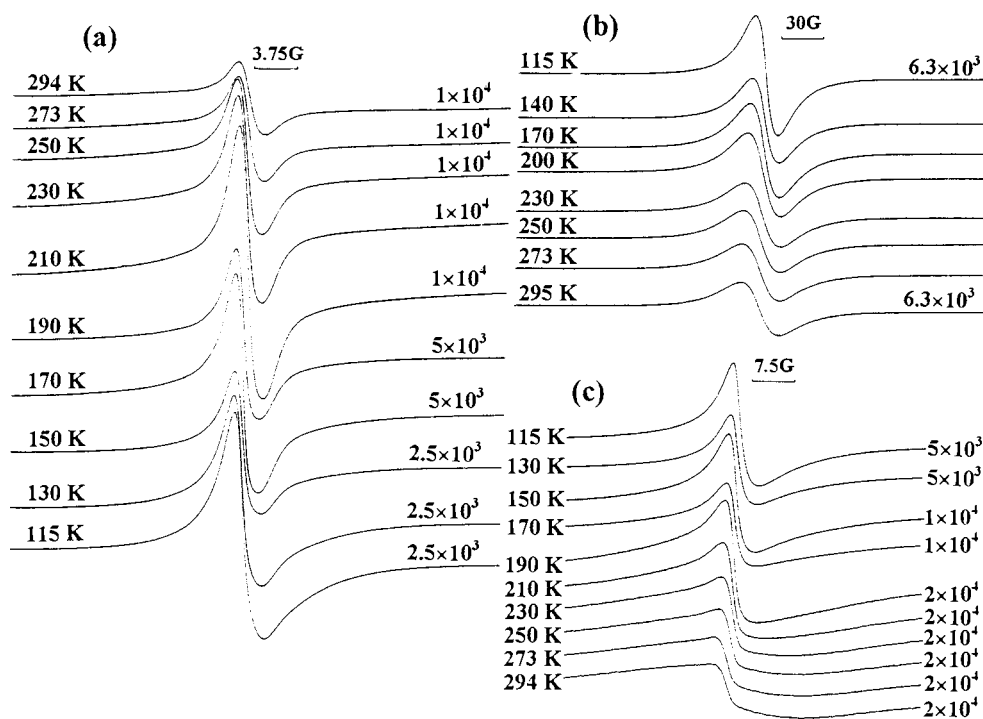 (a)
3.75G
294 K
273 K
250 K
230 K
210 K
190 K
170 K
150 K
130 K
115 K
1×10⁴
1×10⁴
1×10⁴
1×10⁴
1×10⁴
5×10³
5×10³
2.5×10³
2.5×10³
2.5×10³
(b)
30G
115 K
140 K
170 K
200 K
230 K
250 K
273 K
295 K
6.3×10³
6.3×10³
(c)
7.5G
115 K
130 K
150 K
170 K
190 K
210 K
230 K
250 K
273 K
294 K
5×10³
5×10³
1×10⁴
1×10⁴
2×10⁴
2×10⁴
2×10⁴
2×10⁴
2×10⁴
2×10⁴